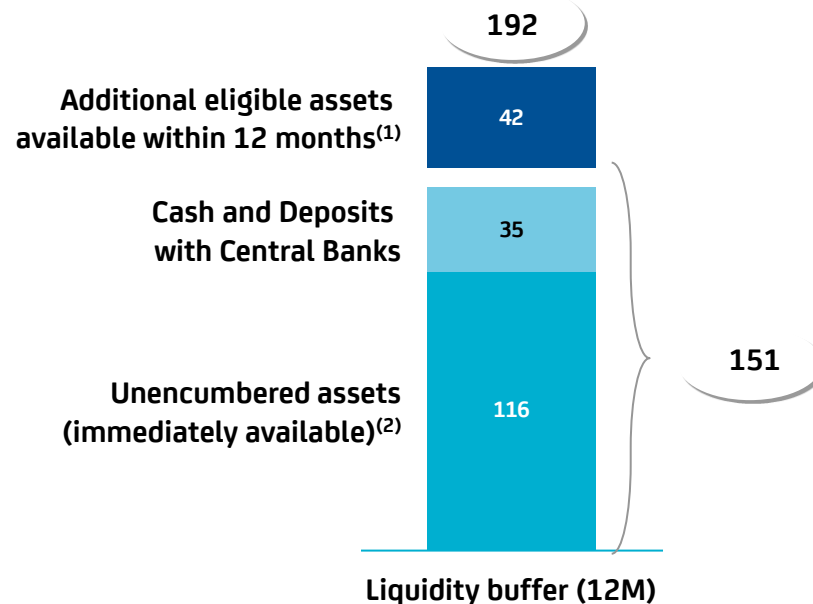 192
Additional eligible assets
available within 12 months(1)
42
Cash and Deposits
with Central Banks
35
151
Unencumbered assets
(immediately available)(2)
116
Liquidity buffer (12M)